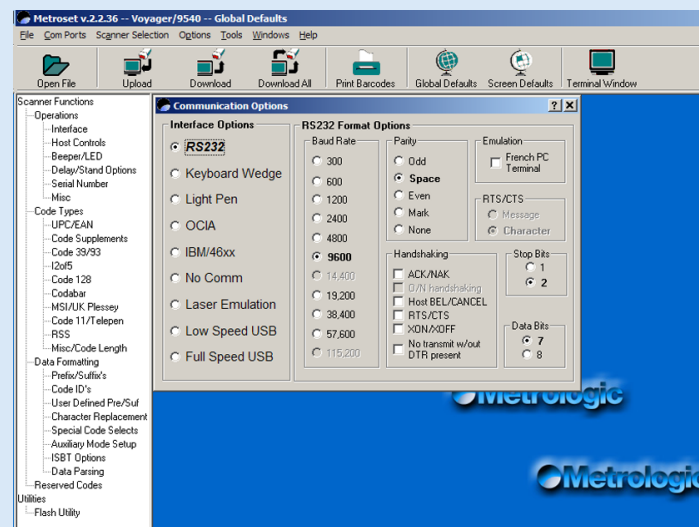 Metroset v.2.2.36 -- Voyager/9540 -- Global Defaults
File Com Ports Scanner Selection Options Tools Windows Help
Open File Upload Download Download All Print Barcodes Global Defaults Screen Defaults Terminal Window
Scanner Functions
Operations
Interface
Host Controls
Beeper/LED
Delay/Stand Options
Serial Number
Misc
Code Types
UPC/EAN
Code Supplements
Code 39/93
I2of5
Code 128
Codabar
MSI/UK Plessey
Code 11/Telepen
RSS
Misc/Code Length
Data Formatting
Prefix/Suffix's
Code ID's
User Defined Pre/Suf
Character Replacement
Special Code Selects
Auxiliary Mode Setup
ISBT Options
Data Parsing
Reserved Codes
Utilities
Flash Utility
Communication Options
Interface Options
RS232
Keyboard Wedge
Light Pen
OCIA
IBM/46xx
No Comm
Laser Emulation
Low Speed USB
Full Speed USB
RS232 Format Options
Baud Rate
300
600
1200
2400
4800
9600
14,400
19,200
38,400
57,600
115,200
Parity
Odd
Space
Even
Mark
None
Handshaking
ACK/NAK
O/N handshaking
Host BEL/CANCEL
RTS/CTS
XON/XOFF
No transmit w/out
DTR present
Emulation
French PC
Terminal
RTS/CTS
Message
Character
Stop Bits
1
2
Data Bits
7
8
Metrologic
Metrologic